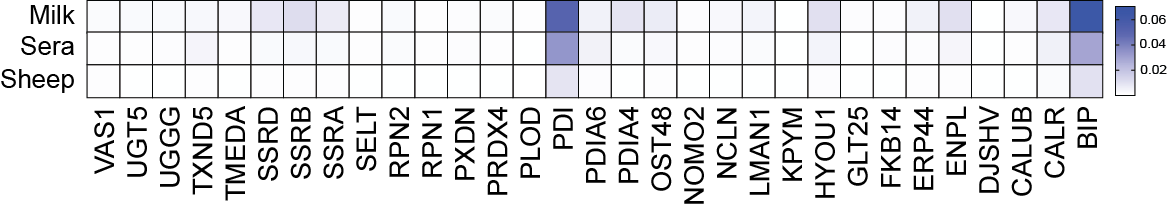 Milk
Sera
Sheep
0.06
0.04
0.02
VAS1
UGT5
UGGG
TXND5
TMEDA
SSRD
SSRB
SSRA
SELT
RPN2
RPN1
PXDN
PRDX4
PLOD
PDI
PDIA6
PDIA4
OST48
NOMO2
NCLN
LMAN1
KPYM
HYOU1
GLT25
FKB14
ERP44
ENPL
DJSHV
CALUB
CALR
BIP